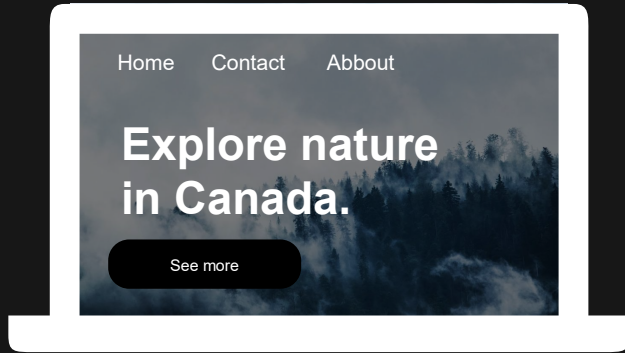 Home Contact Abbout
Explore nature
in Canada.
See more